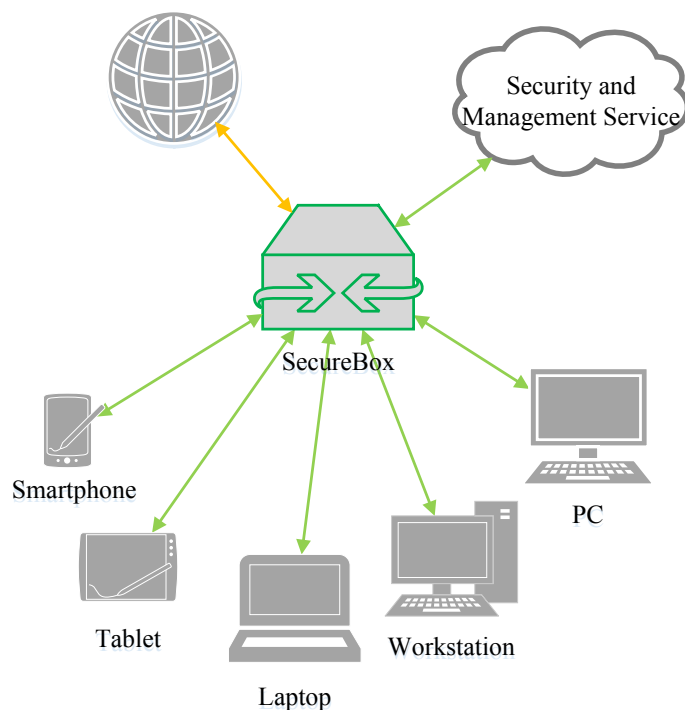 Security and
Management Service
SecureBox
Smartphone
PC
Tablet
Workstation
Laptop